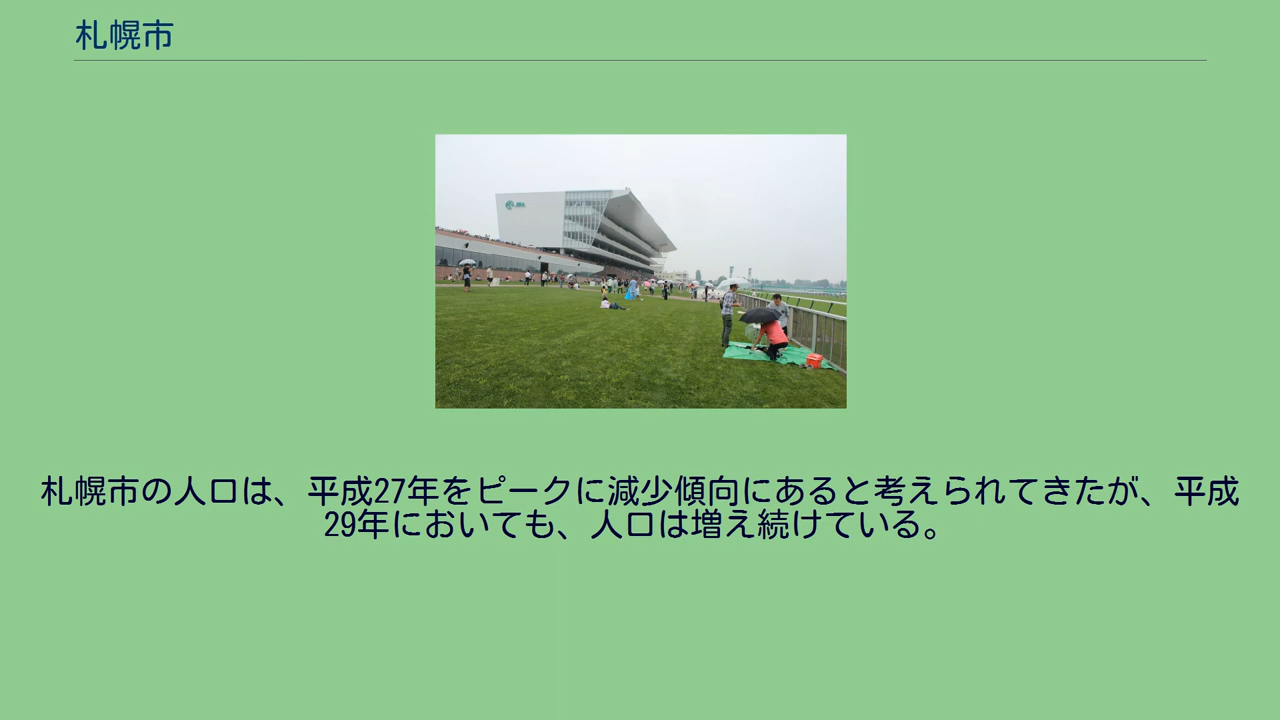 札幌市
JRA
札幌市の人口は、平成27年をピークに減少傾向にあると考えられてきたが、平成
29年においても、人口は増え続けている。